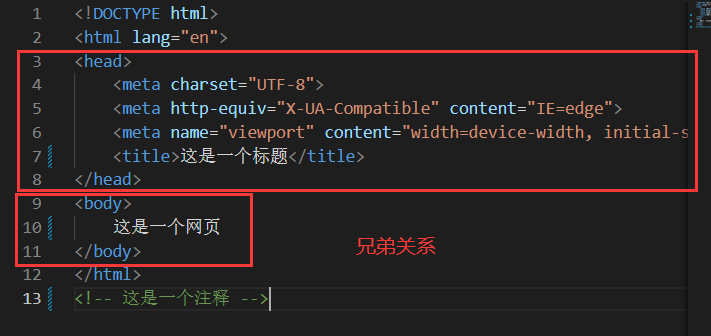 1 <!DOCTYPE html>
2 <html lang="en">
3 <head>
4 <meta charset="UTF-8">
5 <meta http-equiv="X-UA-Compatible" content="IE=edge">
6 <meta name="viewport" content="width=device-width, initial-s
7 <title>这是一个标题</title>
8 </head>
9 <body>
10 这是一个网页
11 </body>
兄弟关系
12 </html>
13 <!-- 这是一个注释 -->